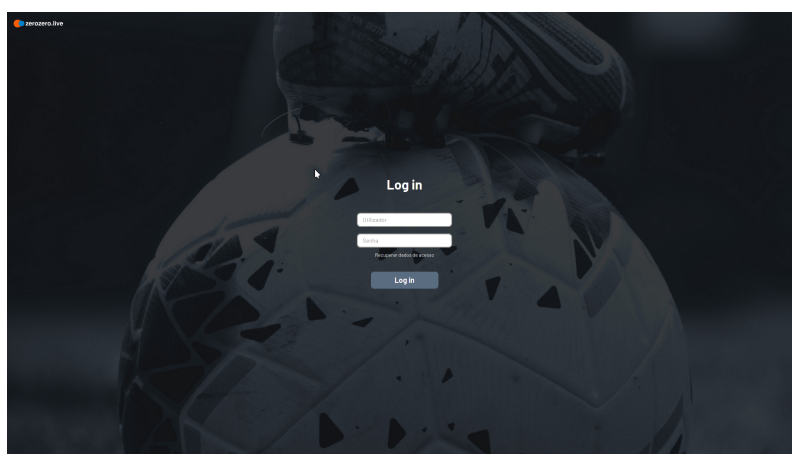 zerozero.live
Log in
Utilizador
Senha
Recuperar dados de acesso
Log in